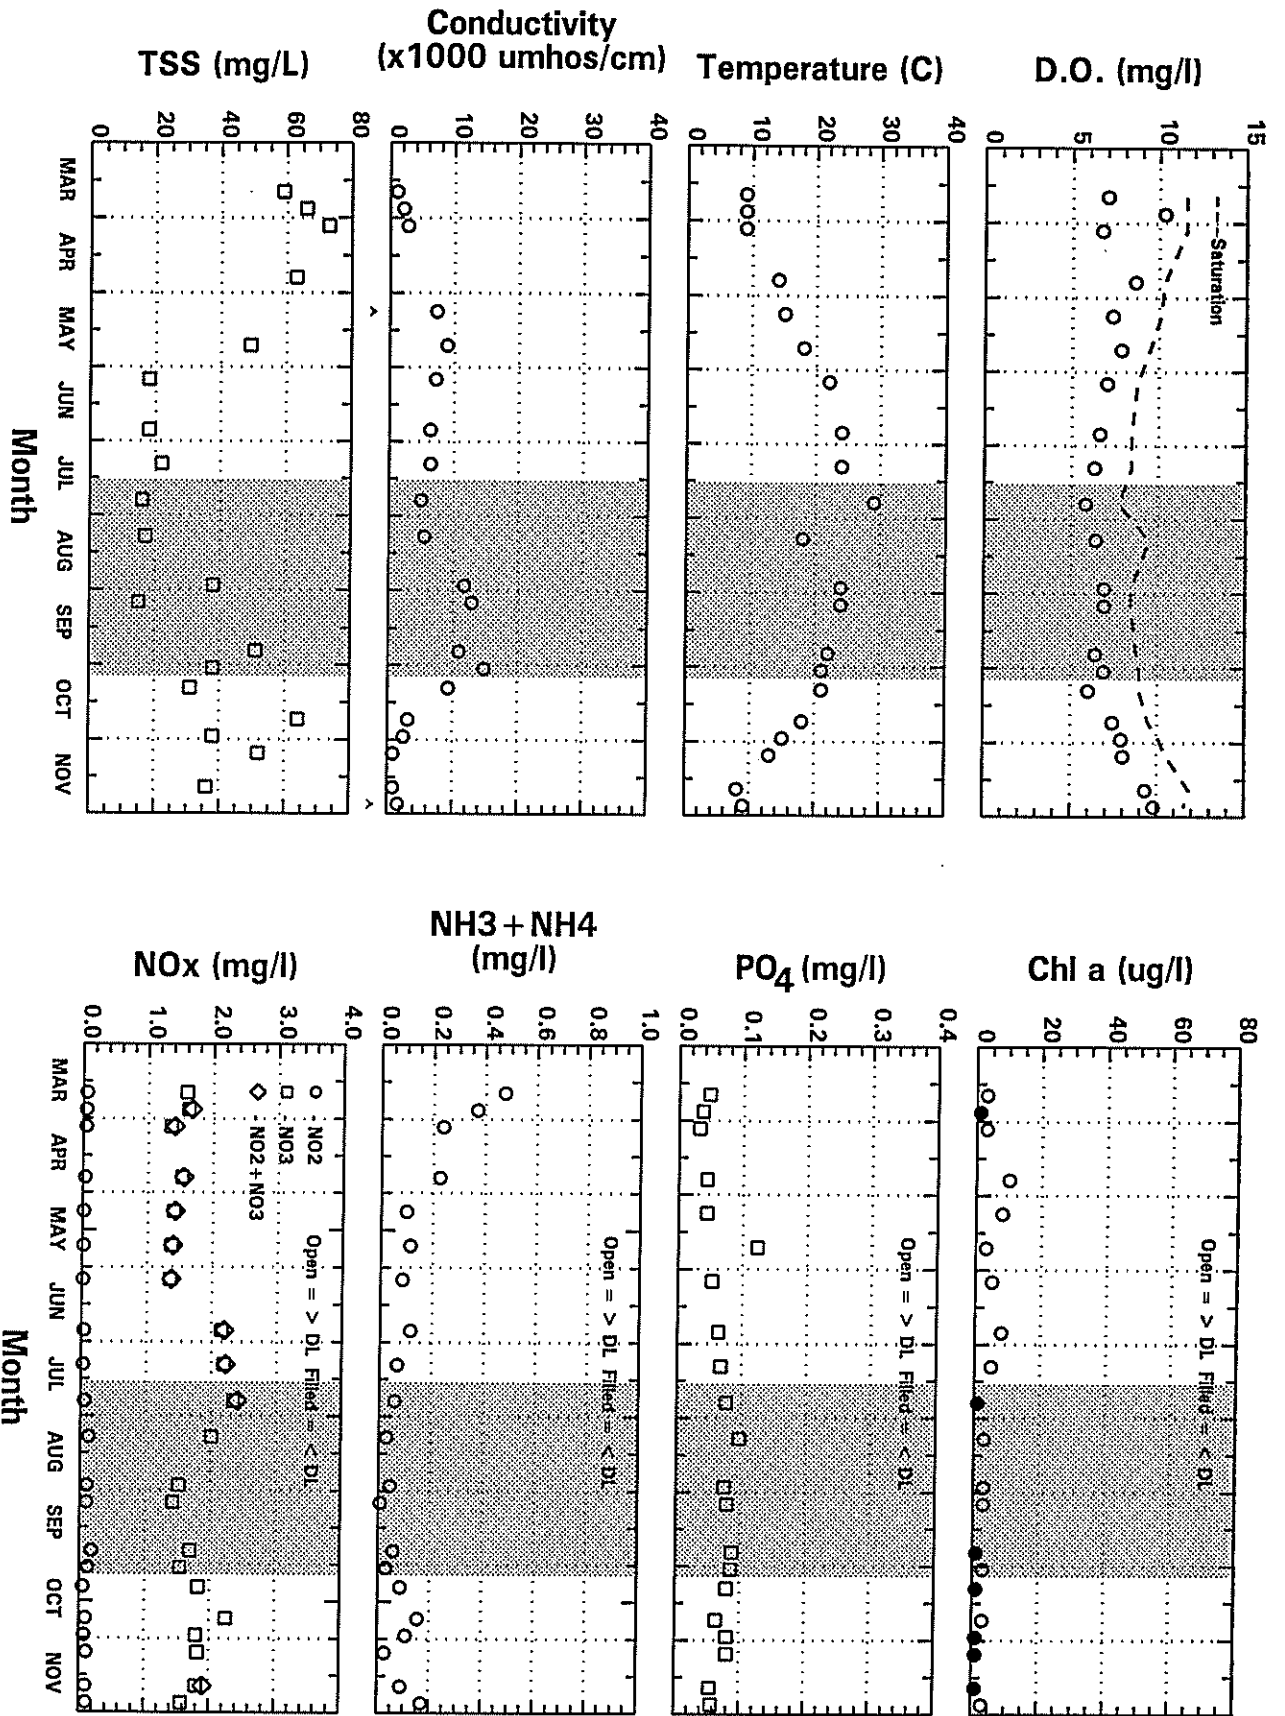 Conductivity
(x1000 umhos/cm)
TSS (mg/L)
Temperature (C)
D.O. (mg/l)
0 20 40 60 80
0 10 20 30 40
0 10 20 30 40
5 10 15
---Saturation
MAR APR MAY JUN JUL AUG SEP OCT NOV
Month
NH3+NH4
(mg/l)
NOx (mg/l)
PO4 (mg/l)
Chl a (ug/l)
0.0 1.0 2.0 3.0 4.0
0.0 0.2 0.4 0.6 0.8 1.0
0.0 0.1 0.2 0.3 0.4
0 20 40 60 80
○ - NO2
□ - NO3
◇ - NO2+NO3
Open = > DL Filled = < DL
Open = > DL Filled = < DL
Open = > DL Filled = < DL
Open = > DL Filled = < DL
MAR APR MAY JUN JUL AUG SEP OCT NOV
Month